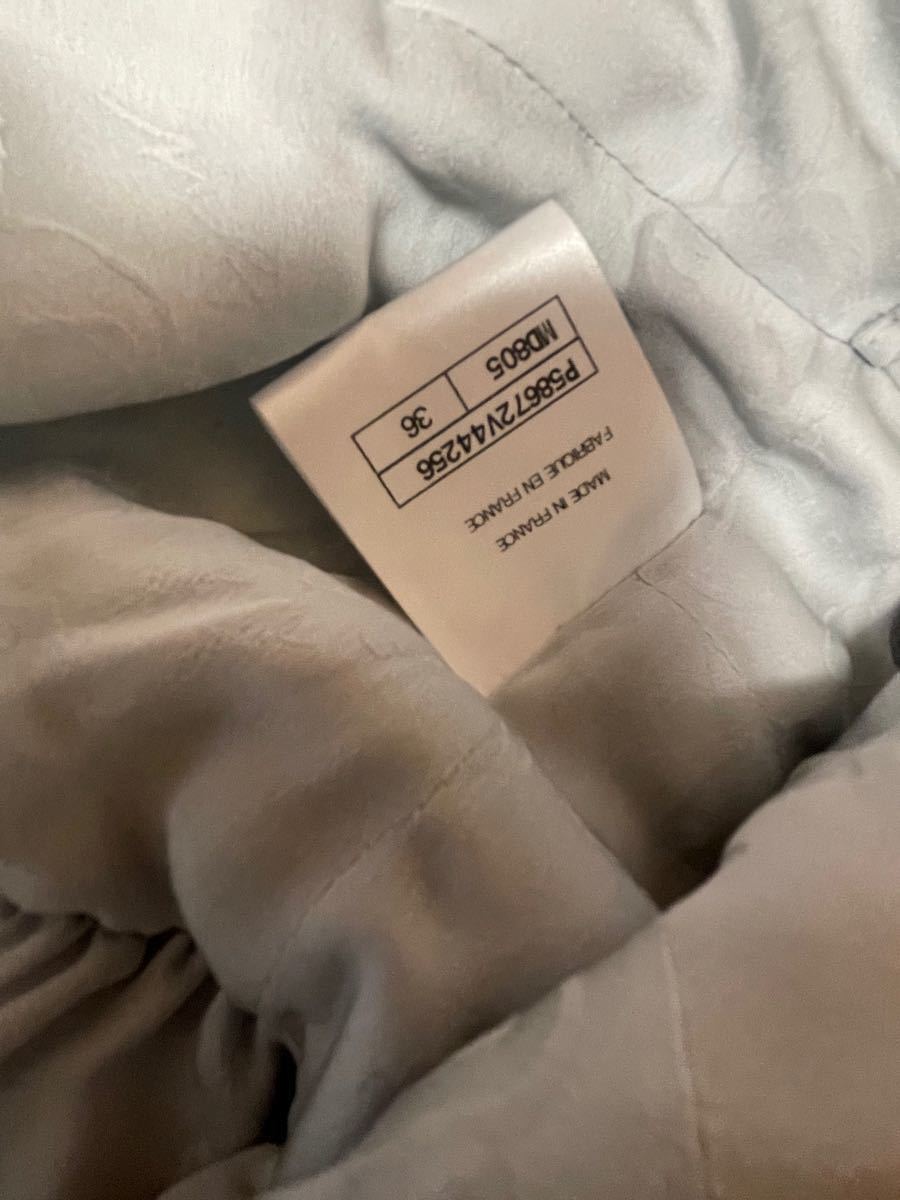 MADE IN FRANCE
FABRIQUE EN FRANCE
P58672V44256
MD805 36